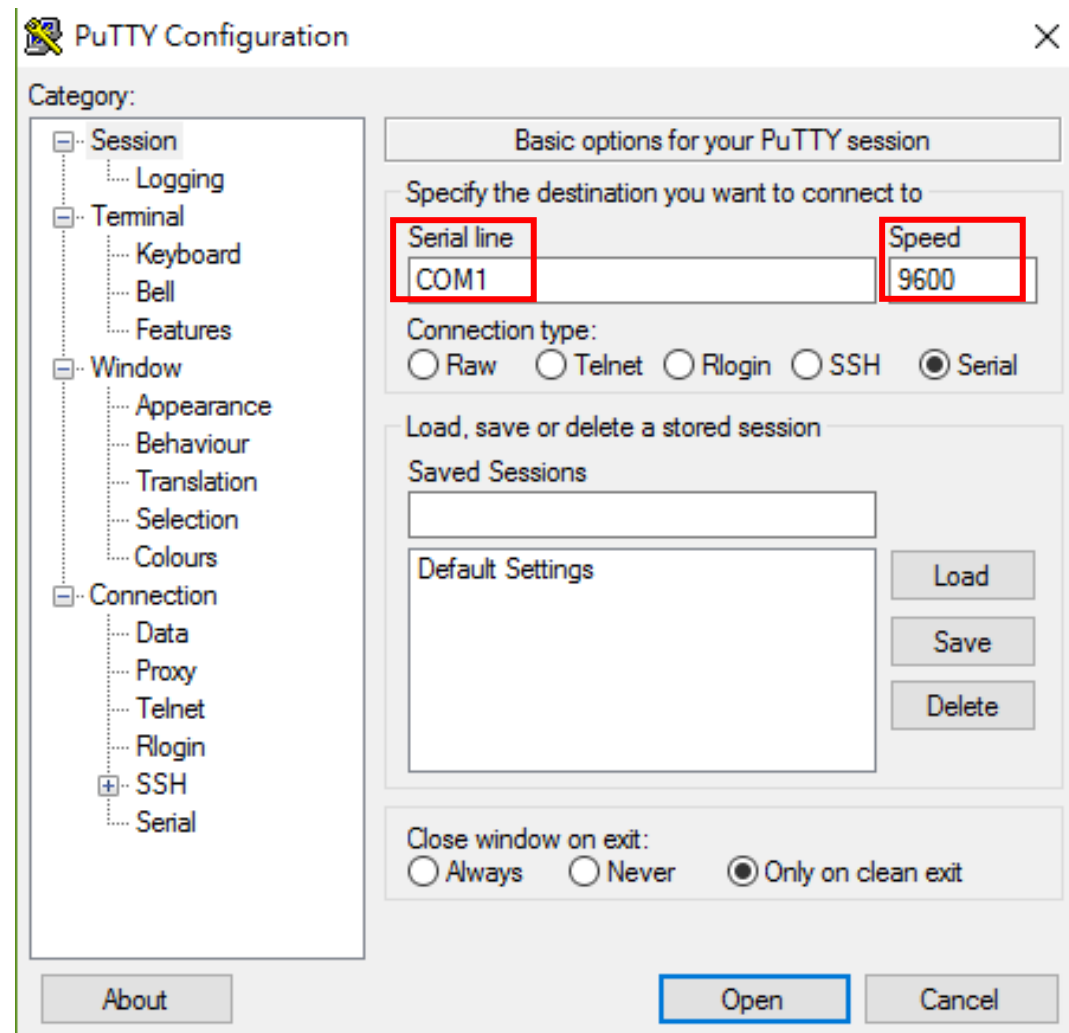 PuTTY Configuration
Category:
Session
Logging
Terminal
Keyboard
Bell
Features
Window
Appearance
Behaviour
Translation
Selection
Colours
Connection
Data
Proxy
Telnet
Rlogin
SSH
Serial
Basic options for your PuTTY session
Specify the destination you want to connect to
Serial line Speed
COM1 9600
Connection type:
Raw Telnet Rlogin SSH Serial
Load, save or delete a stored session
Saved Sessions
Default Settings
Load
Save
Delete
Close window on exit:
Always Never Only on clean exit
About Open Cancel